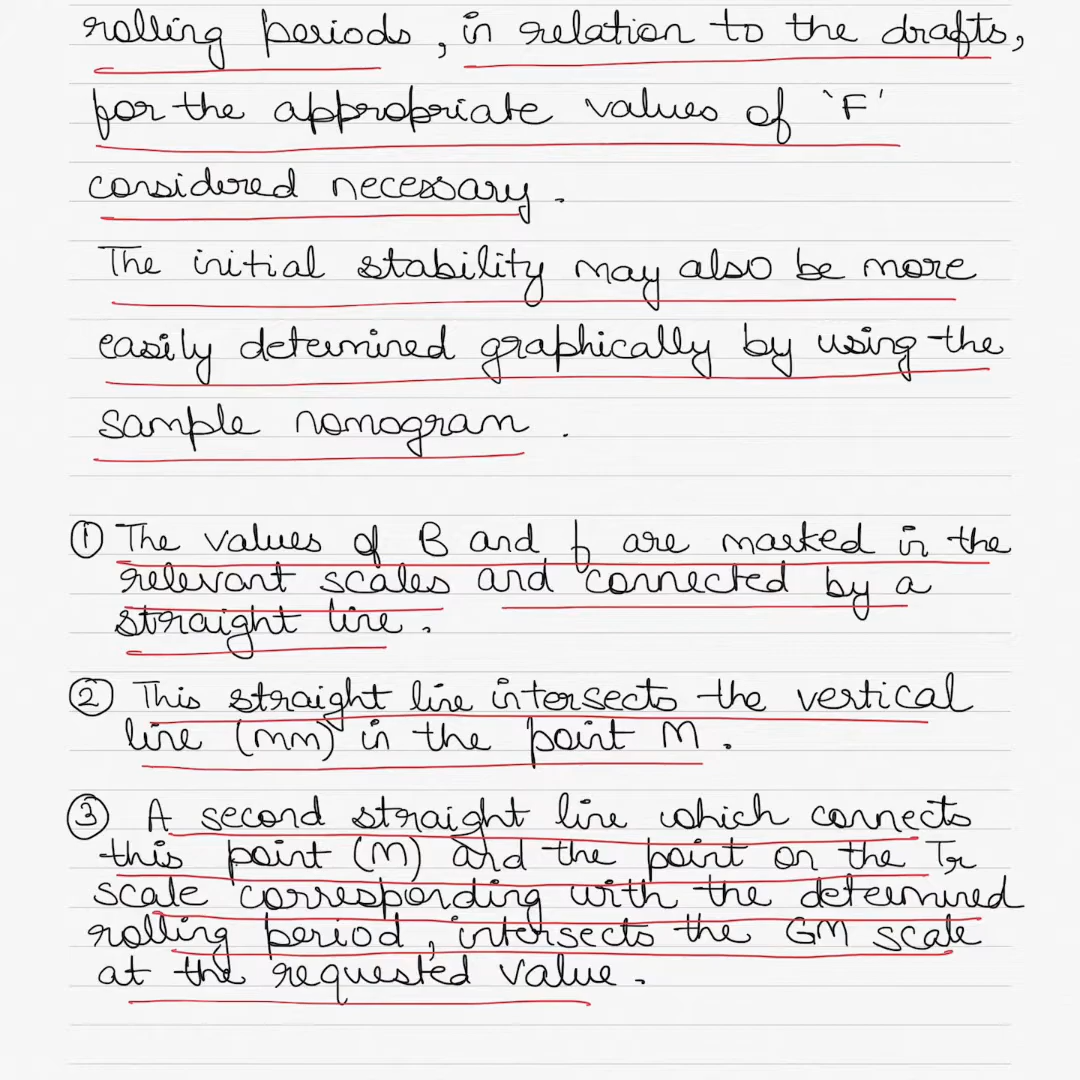 rolling periods, in relation to the drafts,
for the appropriate values of 'F'
considered necessary.
The initial stability may also be more
easily determined graphically by using the
sample nomogram.
① The values of B and f are marked in the
relevant scales and connected by a
straight line.
② This straight line intersects the vertical
line (mm) in the point M.
③ A second straight line which connects
this point (M) and the point on the Tr
scale corresponding with the determined
rolling period, intersects the GM scale
at the requested value.